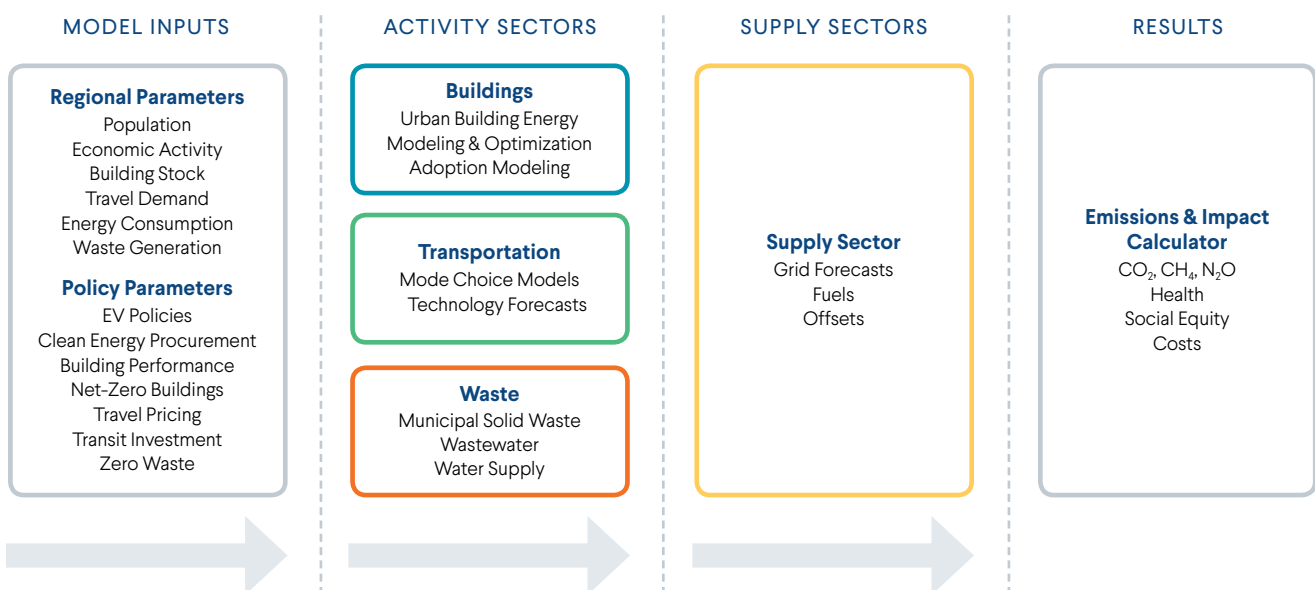 MODEL INPUTS
Regional Parameters
Population
Economic Activity
Building Stock
Travel Demand
Energy Consumption
Waste Generation
Policy Parameters
EV Policies
Clean Energy Procurement
Building Performance
Net-Zero Buildings
Travel Pricing
Transit Investment
Zero Waste
ACTIVITY SECTORS
Buildings
Urban Building Energy
Modeling & Optimization
Adoption Modeling
Transportation
Mode Choice Models
Technology Forecasts
Waste
Municipal Solid Waste
Wastewater
Water Supply
SUPPLY SECTORS
Supply Sector
Grid Forecasts
Fuels
Offsets
RESULTS
Emissions & Impact
Calculator
CO₂, CH₄, N₂O
Health
Social Equity
Costs